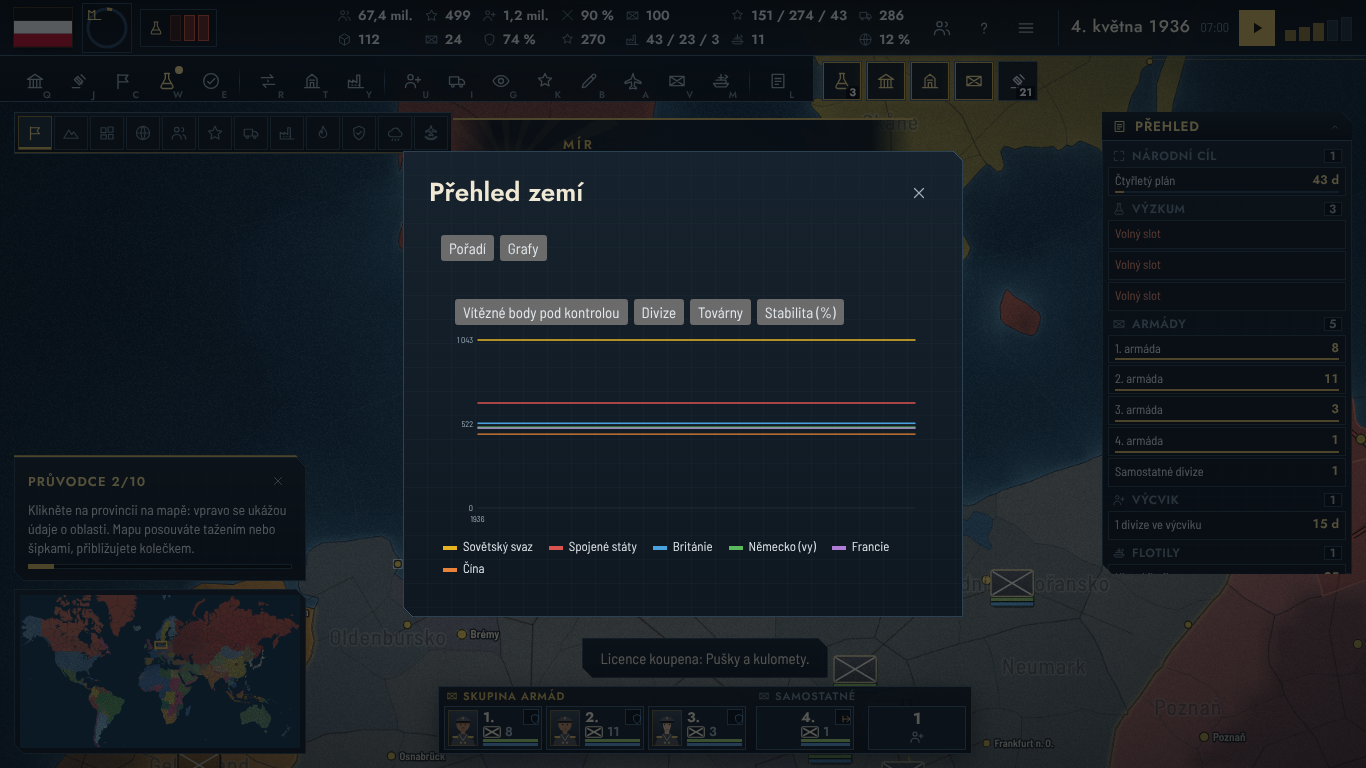 67,4 mil. 499 1,2 mil. 90 % 100 151 / 274 / 43 286
112 24 74 % 270 43 / 23 / 3 11 12 %
?
4. května 1936 07:00
Q J C W E R T Y U I G K B A V M L
3 21
Skåne
MÍR
Přehled zemí
Pořadí Grafy
Vítězné body pod kontrolou Divize Továrny Stabilita (%)
1 043
522
0
1936
Sovětský svaz Spojené státy Británie Německo (vy) Francie
Čína
PŘEHLED
NÁRODNÍ CÍL 1
Čtyřletý plán 43 d
VÝZKUM 3
Volný slot
Volný slot
Volný slot
ARMÁDY 5
1. armáda 8
2. armáda 11
3. armáda 3
4. armáda 1
Samostatné divize 1
VÝCVIK 1
1 divize ve výcviku 15 d
FLOTILY 1
PRŮVODCE 2/10
Klikněte na provincii na mapě: vpravo se ukážou
údaje o oblasti. Mapu posouváte tažením nebo
šipkami, přibližujete kolečkem.
Oldenbursko
Brémy
Licence koupena: Pušky a kulomety.
Neumark
Poznaň
Poznaň
Frankfurt n. O.
Osnabrück
SKUPINA ARMÁD SAMOSTATNÉ
1. 8 2. 11 3. 3 4. 1 1